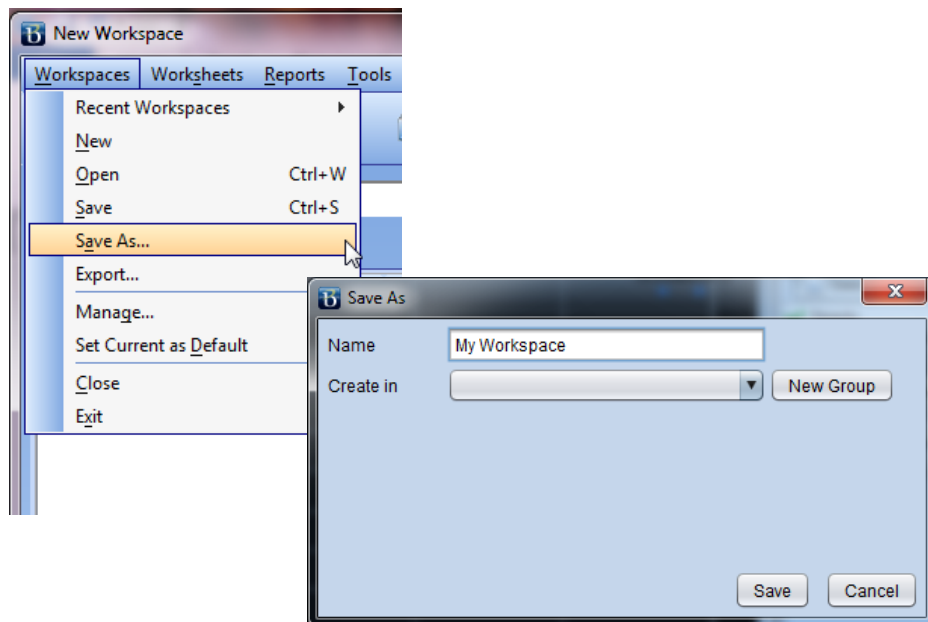 New Workspace
Workspaces Worksheets Reports Tools
Recent Workspaces
New
Open Ctrl+W
Save Ctrl+S
Save As...
Export...
Manage...
Set Current as Default
Close
Exit
Save As
Name My Workspace
Create in New Group
Save Cancel